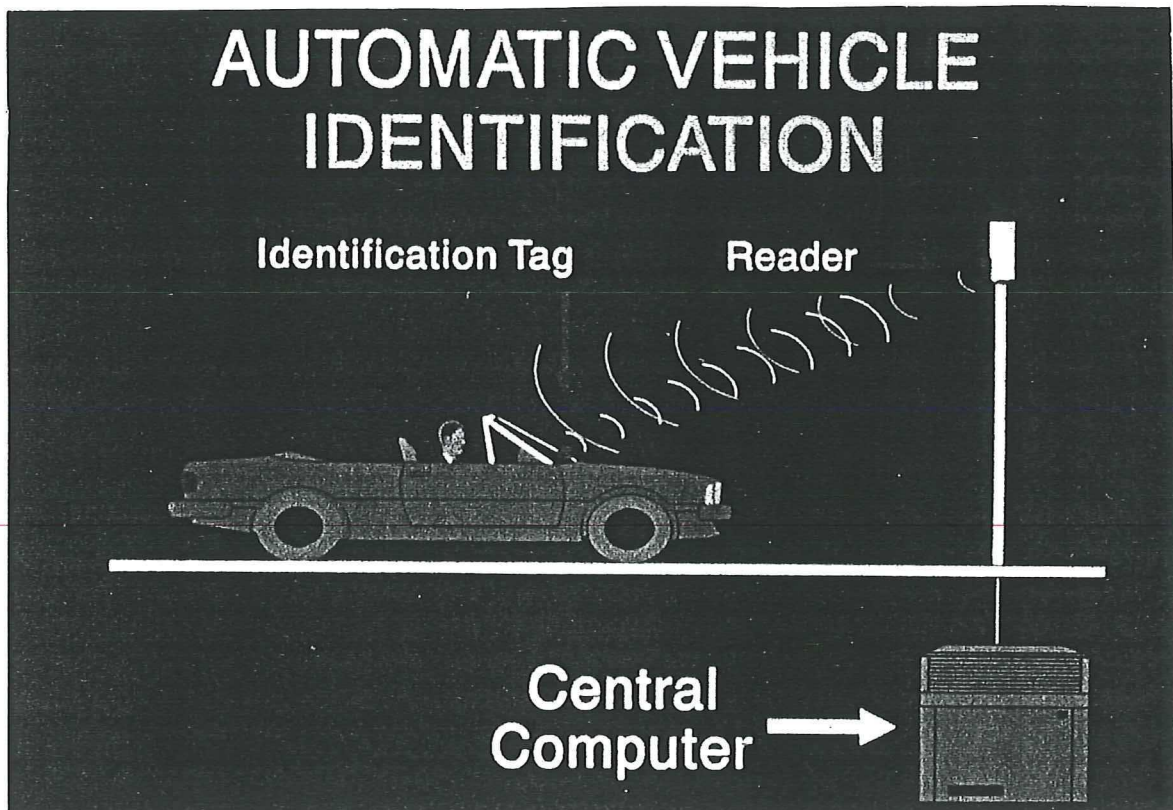 AUTOMATIC VEHICLE
IDENTIFICATION
Identification Tag
Reader
Central
Computer